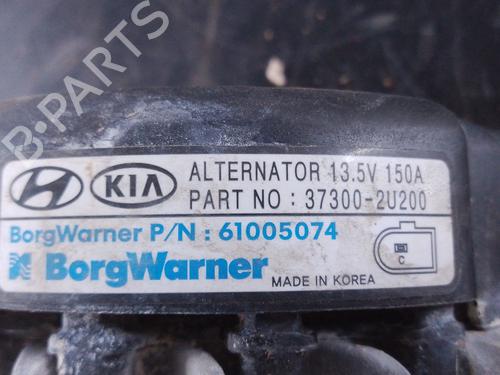 B-PARTS
KIA
ALTERNATOR 13.5V 150A
PART NO : 37300-2U200
BorgWarner P/N : 61005074
BorgWarner
C
MADE IN KOREA